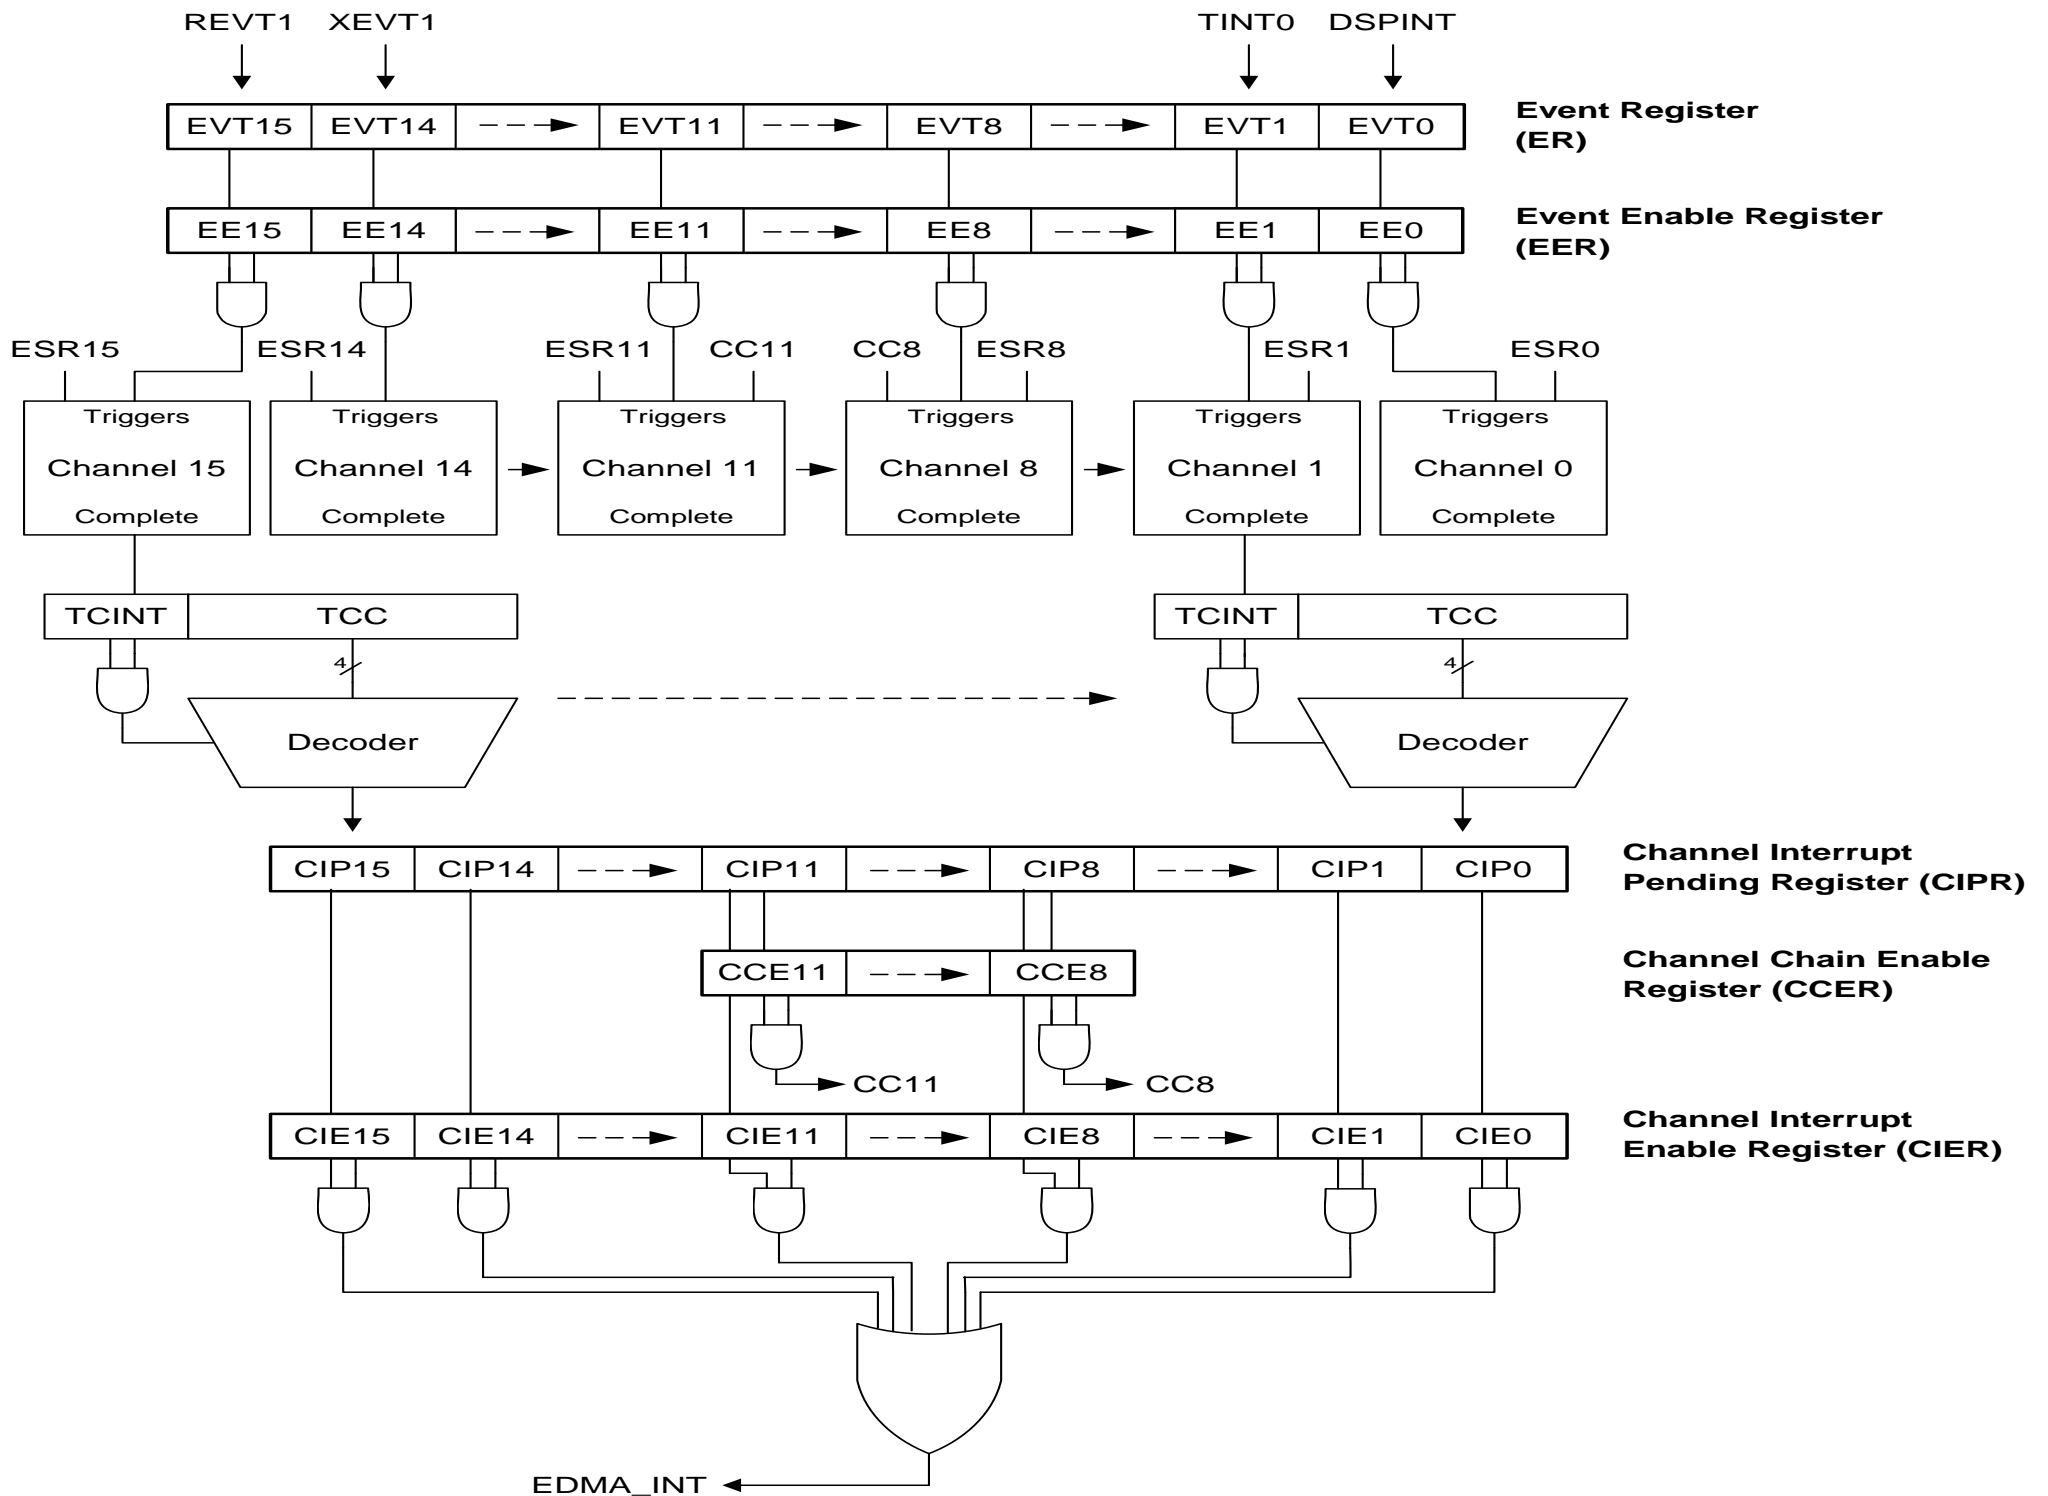 REVT1 XEVT1 TINT0 DSPINT
EVT15 EVT14 EVT11 EVT8 EVT1 EVT0
Event Register
(ER)
EE15 EE14 EE11 EE8 EE1 EE0
Event Enable Register
(EER)
ESR15 ESR14 ESR11 CC11 CC8 ESR8 ESR1 ESR0
Triggers Triggers Triggers Triggers Triggers Triggers
Channel 15 Channel 14 Channel 11 Channel 8 Channel 1 Channel 0
Complete Complete Complete Complete Complete Complete
TCINT TCC TCINT TCC
4 4
Decoder Decoder
CIP15 CIP14 CIP11 CIP8 CIP1 CIP0
Channel Interrupt
Pending Register (CIPR)
CCE11 CCE8
Channel Chain Enable
Register (CCER)
CC11 CC8
CIE15 CIE14 CIE11 CIE8 CIE1 CIE0
Channel Interrupt
Enable Register (CIER)
EDMA_INT